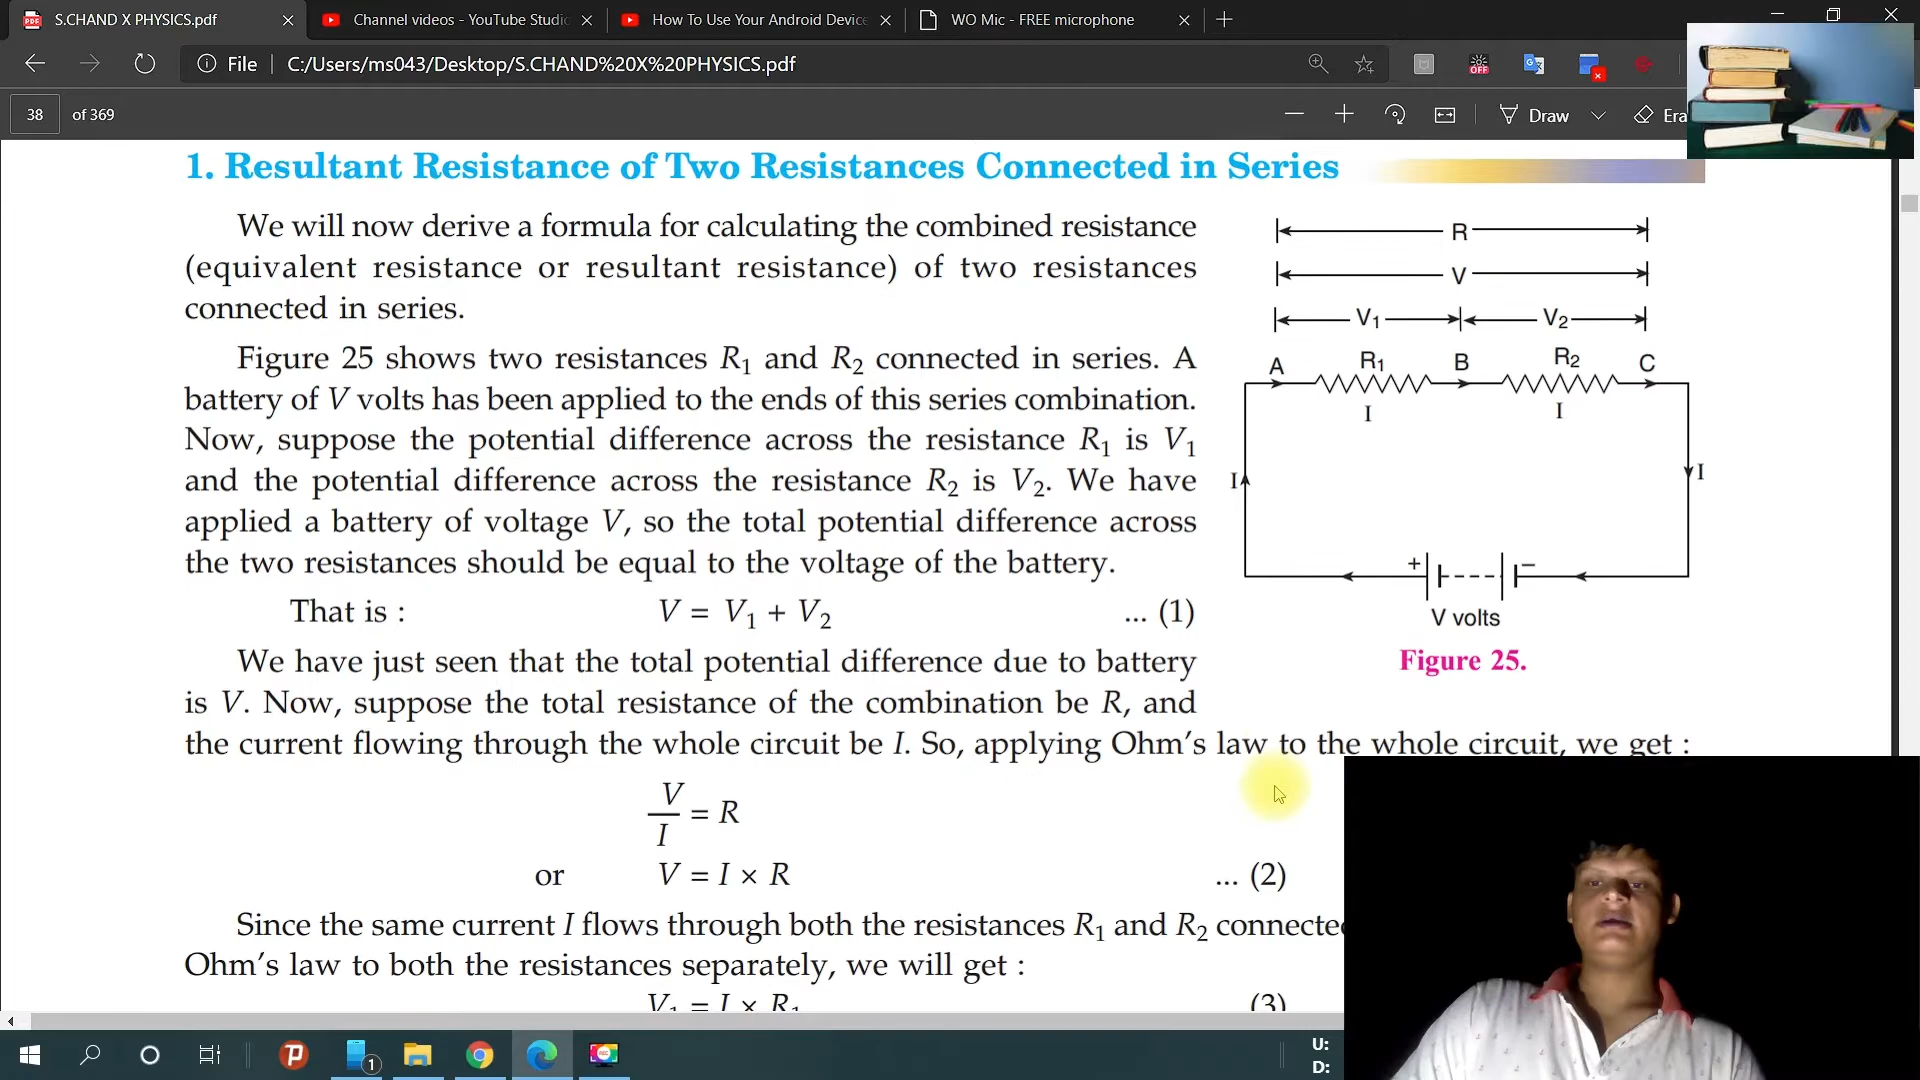 S.CHAND X PHYSICS.pdf
Channel videos - YouTube Studio
How To Use Your Android Device
WO Mic - FREE microphone
File
C:/Users/ms043/Desktop/S.CHAND%20X%20PHYSICS.pdf
OFF
38 of 369
Draw
Era
1. Resultant Resistance of Two Resistances Connected in Series
We will now derive a formula for calculating the combined resistance
(equivalent resistance or resultant resistance) of two resistances
connected in series.
Figure 25 shows two resistances R₁ and R₂ connected in series. A
battery of V volts has been applied to the ends of this series combination.
Now, suppose the potential difference across the resistance R₁ is V₁
and the potential difference across the resistance R₂ is V₂. We have
applied a battery of voltage V, so the total potential difference across
the two resistances should be equal to the voltage of the battery.
That is : V = V₁ + V₂ ... (1)
We have just seen that the total potential difference due to battery
is V. Now, suppose the total resistance of the combination be R, and
the current flowing through the whole circuit be I. So, applying Ohm's law to the whole circuit, we get :
V/I = R
or V = I × R ... (2)
Since the same current I flows through both the resistances R₁ and R₂ connected
Ohm's law to both the resistances separately, we will get :
V₁ = I × R₁ (3)
R
V
V₁ V₂
A R₁ B R₂ C
I I
I I
+ −
V volts
Figure 25.
1
U:
D: